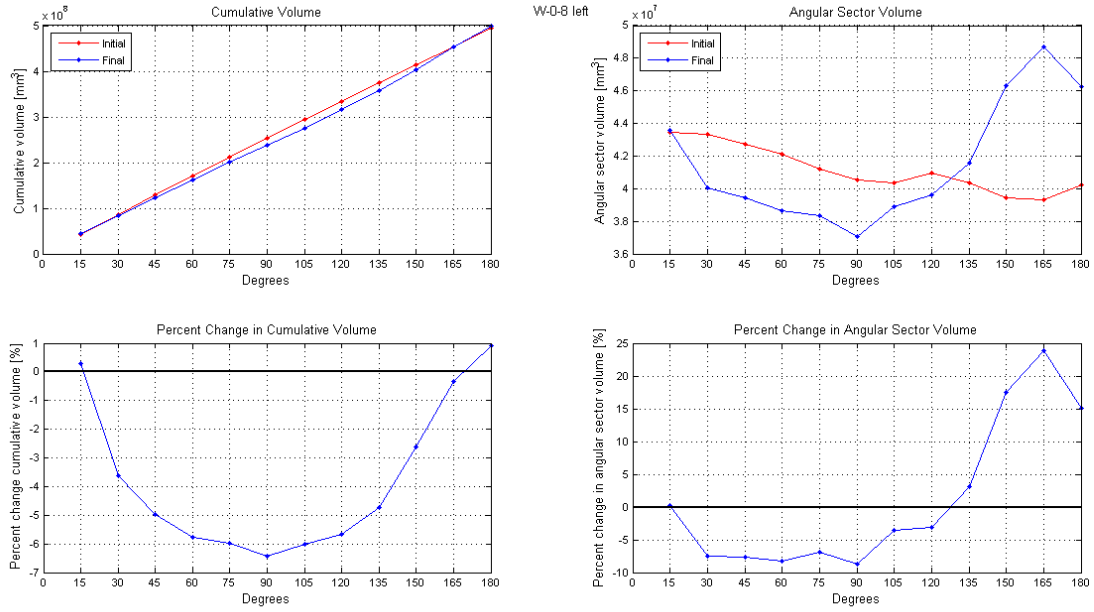 W-0-8 left
Cumulative Volume
x 10^8
Cumulative volume [mm^3]
5
4
3
2
1
0
Initial
Final
0 15 30 45 60 75 90 105 120 135 150 165 180
Degrees
Angular Sector Volume
x 10^7
Angular sector volume [mm^3]
5
4.8
4.6
4.4
4.2
4
3.8
3.6
Initial
Final
0 15 30 45 60 75 90 105 120 135 150 165 180
Degrees
Percent Change in Cumulative Volume
Percent change cumulative volume [%]
1
0
-1
-2
-3
-4
-5
-6
-7
0 15 30 45 60 75 90 105 120 135 150 165 180
Degrees
Percent Change in Angular Sector Volume
Percent change in angular sector volume [%]
25
20
15
10
5
0
-5
-10
0 15 30 45 60 75 90 105 120 135 150 165 180
Degrees